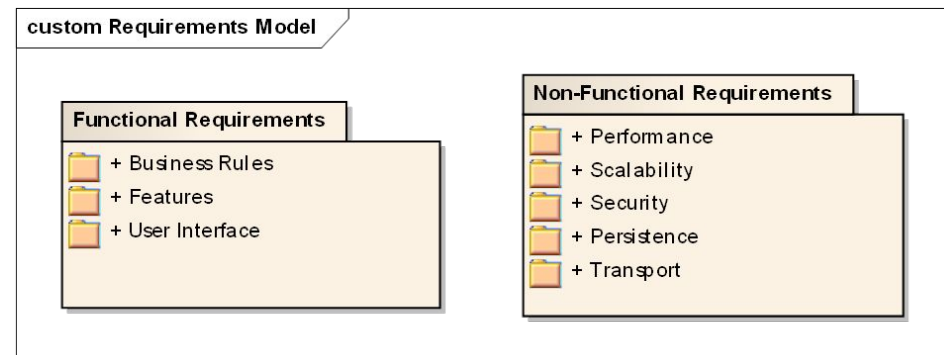 custom Requirements Model
Functional Requirements
+ Business Rules
+ Features
+ User Interface
Non-Functional Requirements
+ Performance
+ Scalability
+ Security
+ Persistence
+ Transport